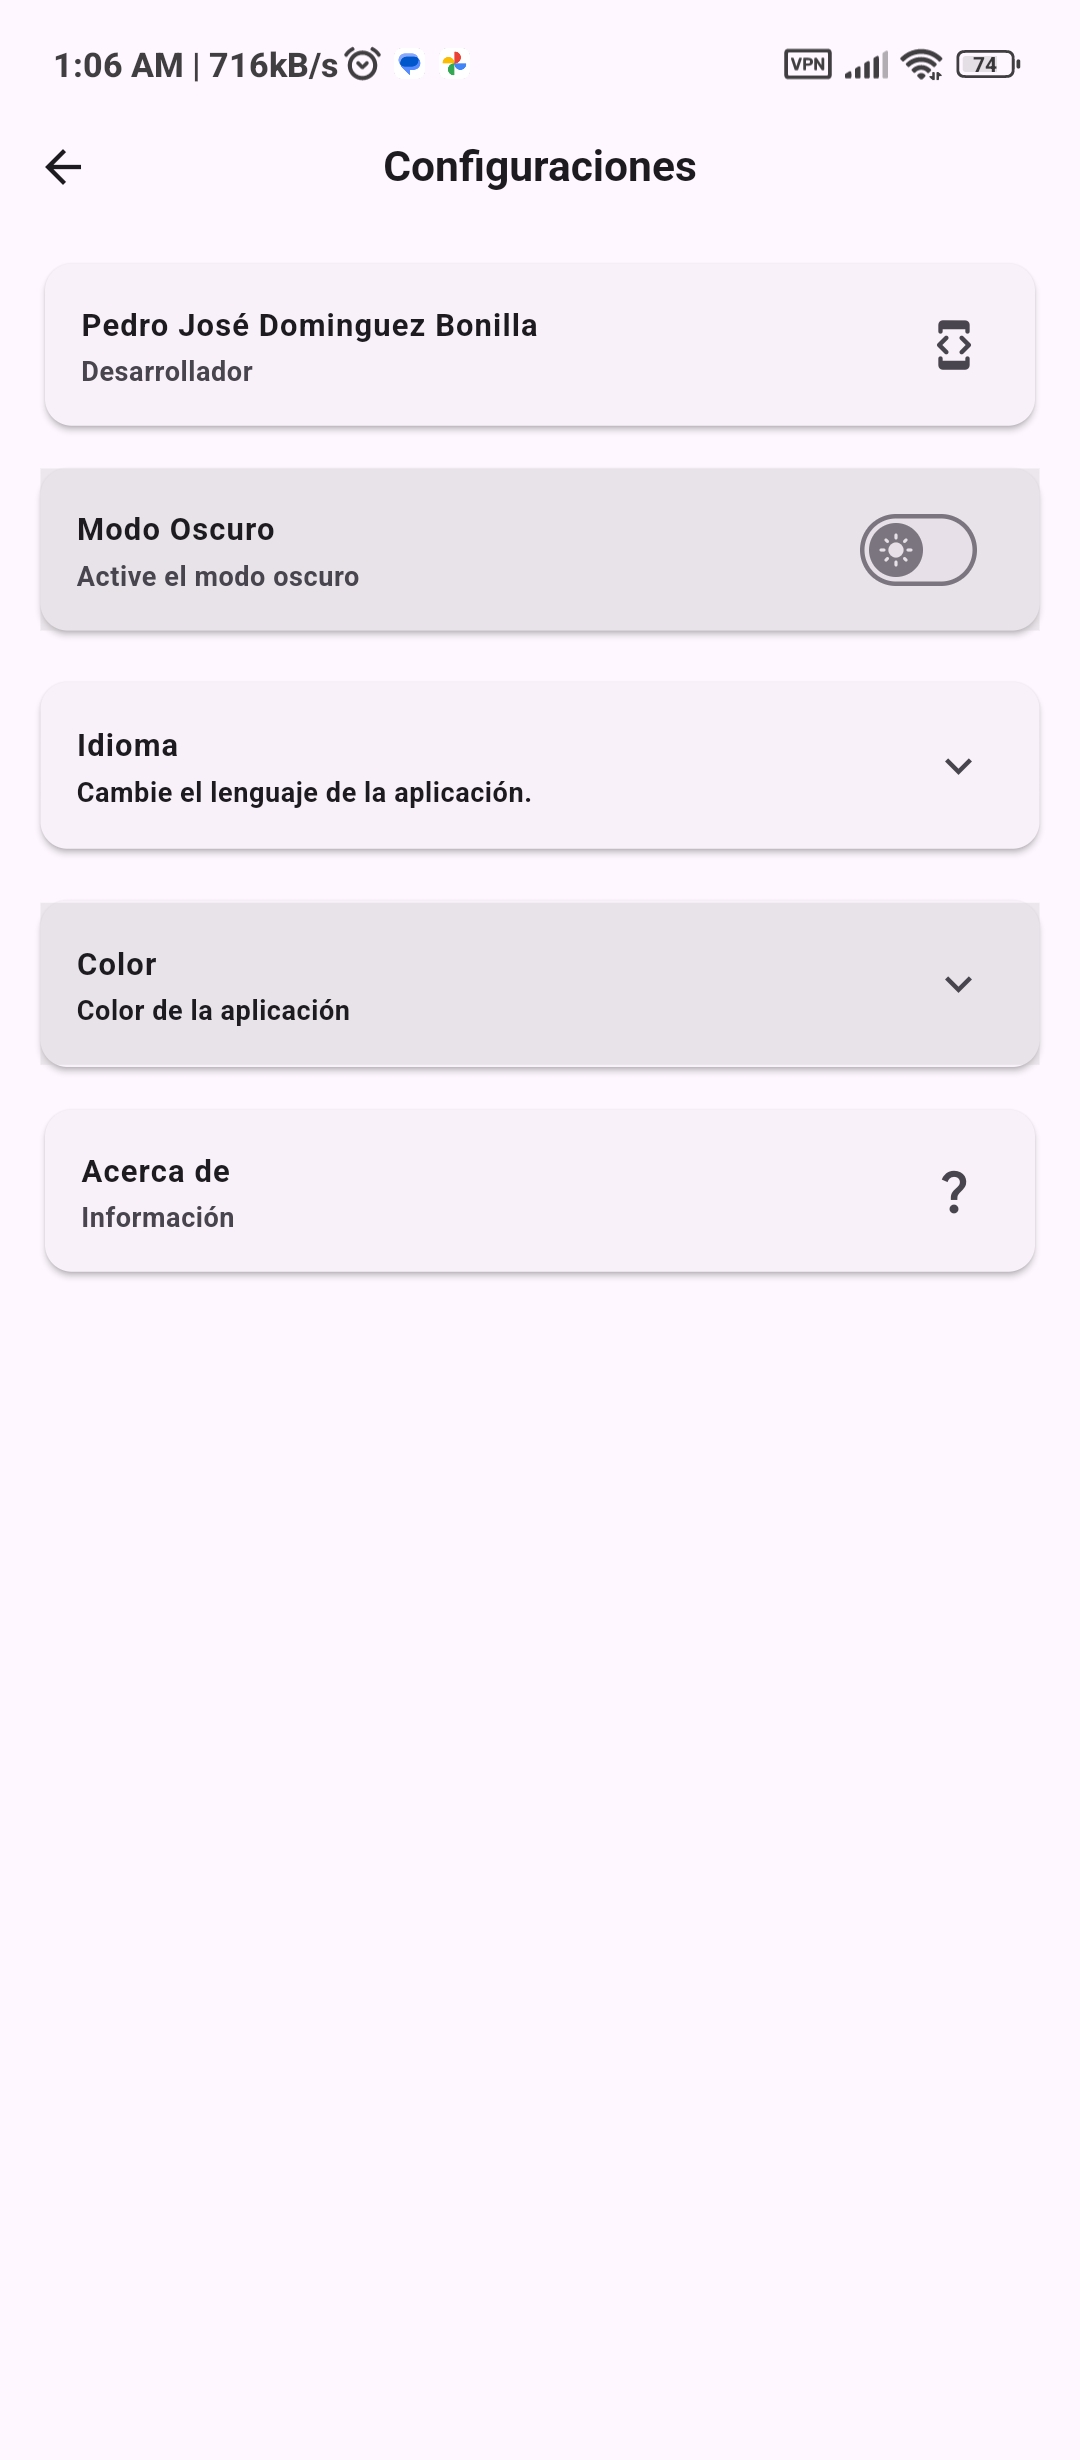 1:06 AM | 716kB/s VPN 74
Configuraciones
Pedro José Dominguez Bonilla
Desarrollador
Modo Oscuro
Active el modo oscuro
Idioma
Cambie el lenguaje de la aplicación.
Color
Color de la aplicación
Acerca de
Información